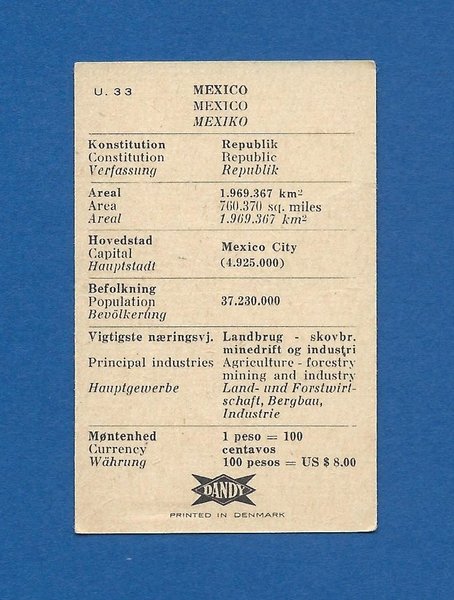 U. 33
MEXICO
MEXICO
MEXIKO
Konstitution Republik
Constitution Republic
Verfassung Republik
Areal 1.969.367 km²
Area 760.370 sq. miles
Areal 1.969.367 km²
Hovedstad
Capital Mexico City
Hauptstadt (4.925.000)
Befolkning
Population 37.230.000
Bevölkerung
Vigtigste næringsvj. Landbrug - skovbr.
minedrift og industri
Principal industries Agriculture - forestry
mining and industry
Hauptgewerbe Land- und Forstwirt-
schaft, Bergbau,
Industrie
Møntenhed 1 peso = 100
Currency centavos
Währung 100 pesos = US $ 8.00
DANDY
PRINTED IN DENMARK